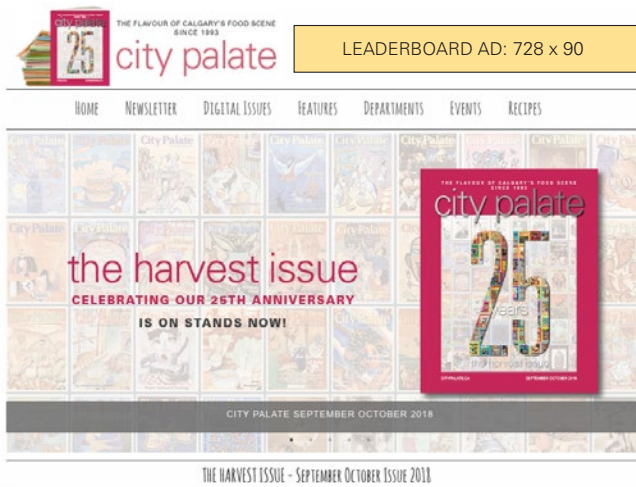 THE FLAVOUR OF CALGARY'S FOOD SCENE
SINCE 1993
city palate
25
LEADERBOARD AD: 728 x 90
HOME NEWSLETTER DIGITAL ISSUES FEATURES DEPARTMENTS EVENTS RECIPES
the harvest issue
CELEBRATING OUR 25TH ANNIVERSARY
IS ON STANDS NOW!
THE FLAVOUR OF CALGARY'S FOOD SCENE
SINCE 1993
city palate
25
years
the harvest issue
CITYPALATE.CA SEPTEMBER OCTOBER 2018
CITY PALATE SEPTEMBER OCTOBER 2018
THE HARVEST ISSUE - SEPTEMBER OCTOBER ISSUE 2018